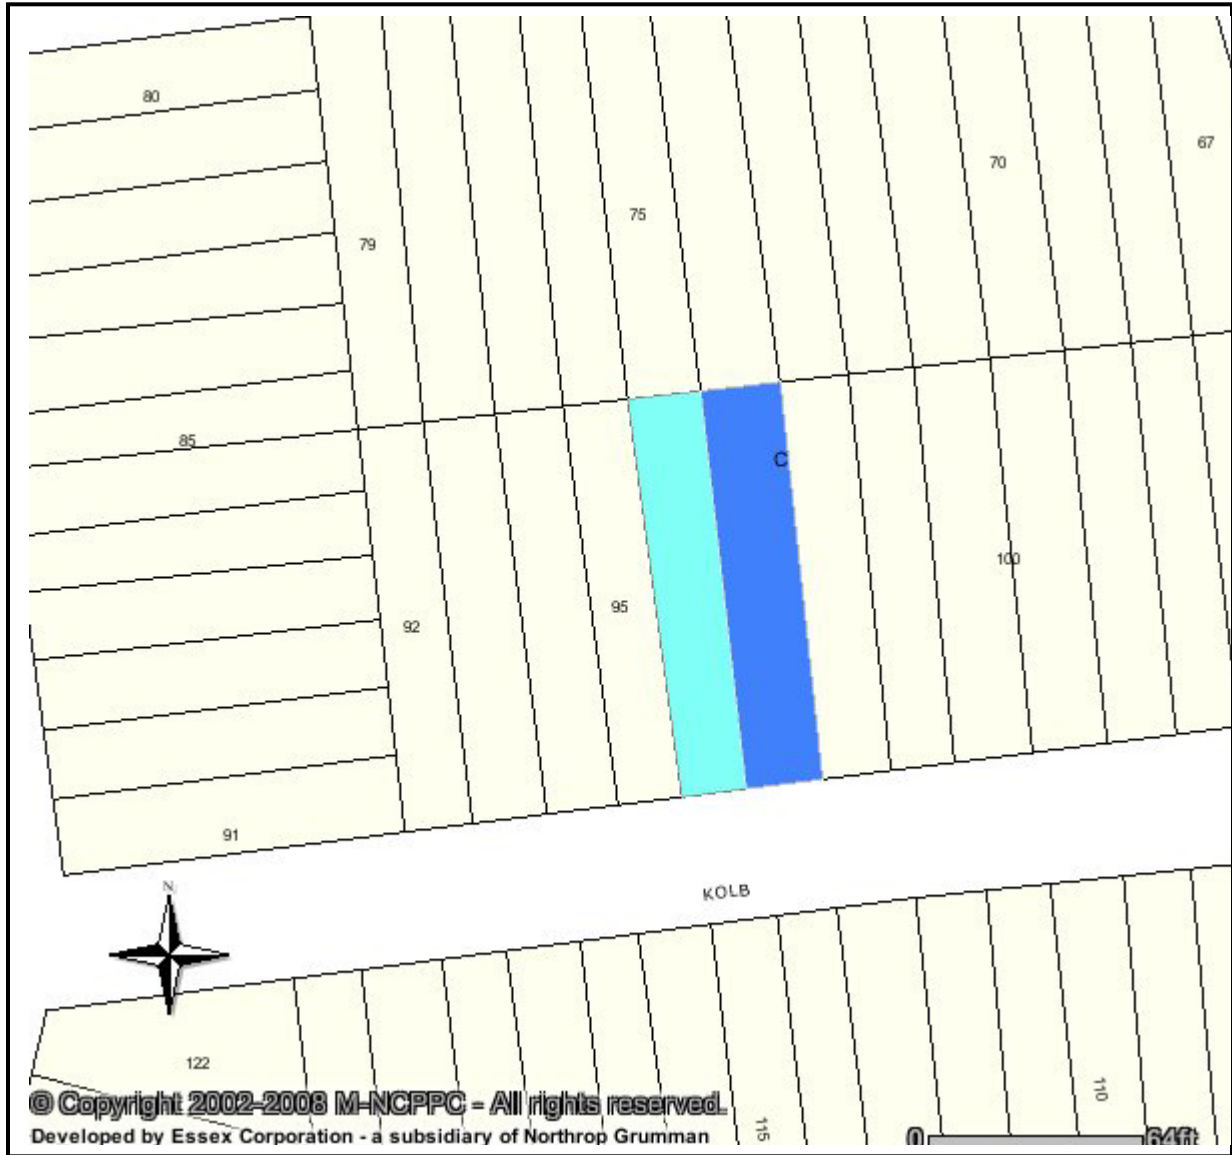 80
67
70
75
79
85
C
100
95
92
91
KOLB
N
122
110
115
© Copyright 2002-2008 M-NCPPC - All rights reserved.
Developed by Essex Corporation - a subsidiary of Northrop Grumman
0 64ft